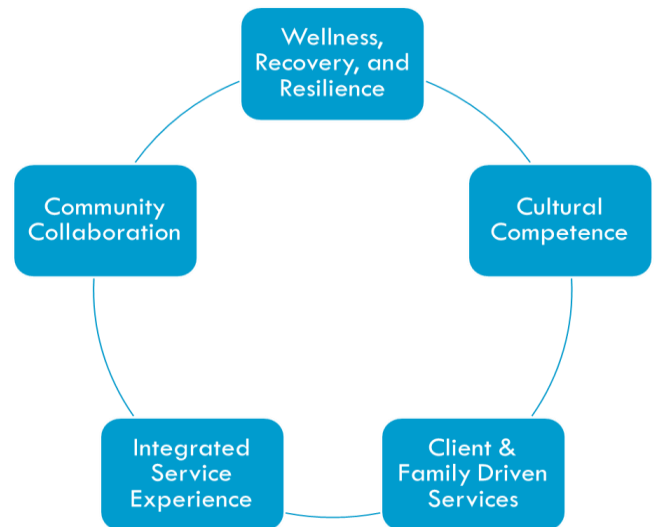 Wellness,
Recovery, and
Resilience
Cultural
Competence
Client &
Family Driven
Services
Integrated
Service
Experience
Community
Collaboration